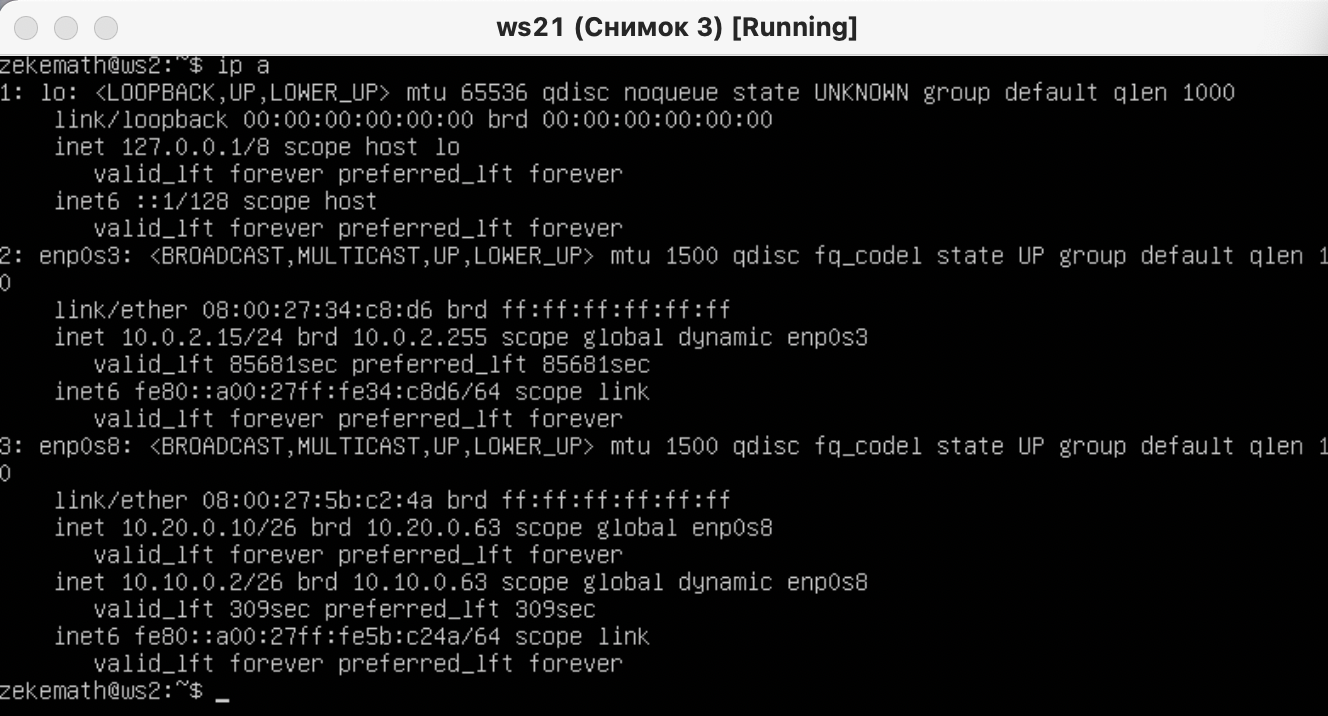 ws21 (Снимок 3) [Running]
zekemath@ws2:~$ ip a
1: lo: <LOOPBACK,UP,LOWER_UP> mtu 65536 qdisc noqueue state UNKNOWN group default qlen 1000
    link/loopback 00:00:00:00:00:00 brd 00:00:00:00:00:00
    inet 127.0.0.1/8 scope host lo
       valid_lft forever preferred_lft forever
    inet6 ::1/128 scope host
       valid_lft forever preferred_lft forever
2: enp0s3: <BROADCAST,MULTICAST,UP,LOWER_UP> mtu 1500 qdisc fq_codel state UP group default qlen 1
0
    link/ether 08:00:27:34:c8:d6 brd ff:ff:ff:ff:ff:ff
    inet 10.0.2.15/24 brd 10.0.2.255 scope global dynamic enp0s3
       valid_lft 85681sec preferred_lft 85681sec
    inet6 fe80::a00:27ff:fe34:c8d6/64 scope link
       valid_lft forever preferred_lft forever
3: enp0s8: <BROADCAST,MULTICAST,UP,LOWER_UP> mtu 1500 qdisc fq_codel state UP group default qlen 1
0
    link/ether 08:00:27:5b:c2:4a brd ff:ff:ff:ff:ff:ff
    inet 10.20.0.10/26 brd 10.20.0.63 scope global enp0s8
       valid_lft forever preferred_lft forever
    inet 10.10.0.2/26 brd 10.10.0.63 scope global dynamic enp0s8
       valid_lft 309sec preferred_lft 309sec
    inet6 fe80::a00:27ff:fe5b:c24a/64 scope link
       valid_lft forever preferred_lft forever
zekemath@ws2:~$ _